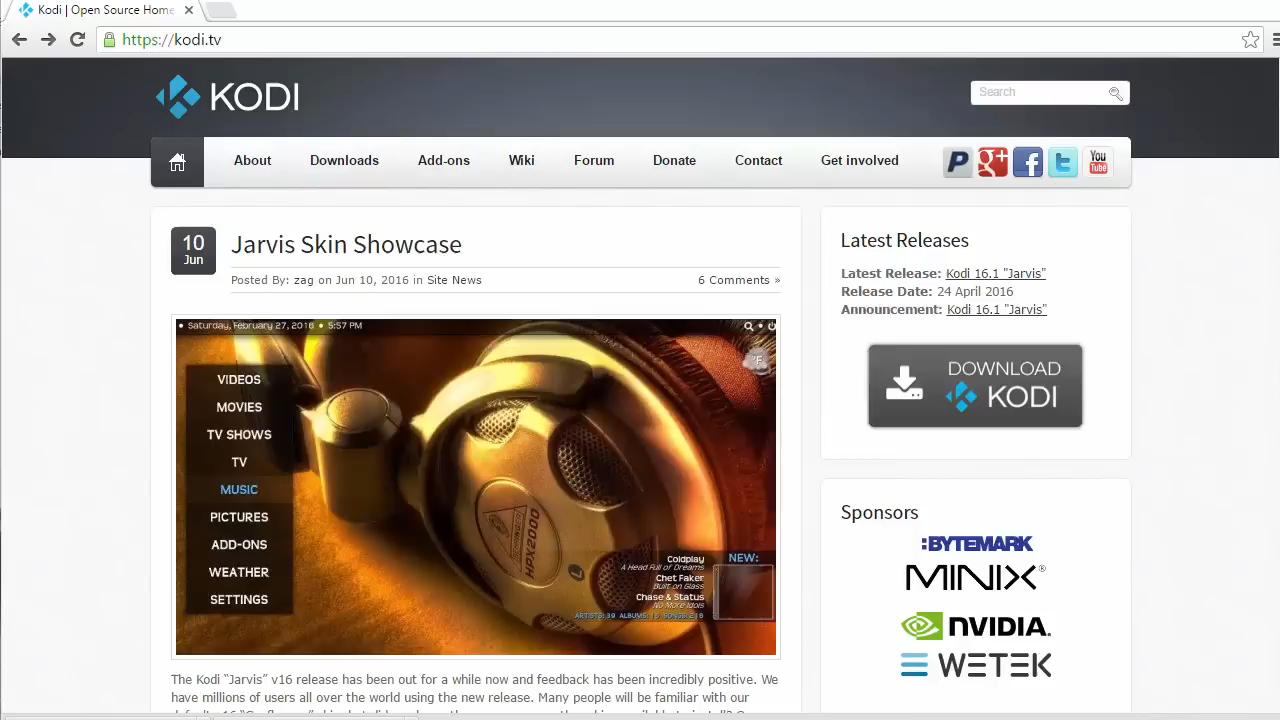 Kodi | Open Source Home
https://kodi.tv
KODI
Search
About Downloads Add-ons Wiki Forum Donate Contact Get involved
P g+ f t You Tube
10
Jun
Jarvis Skin Showcase
Posted By: zag on Jun 10, 2016 in Site News
6 Comments »
Saturday, February 27, 2016 • 5:57 PM
°F
VIDEOS
MOVIES
TV SHOWS
TV
MUSIC
PICTURES
ADD-ONS
WEATHER
SETTINGS
HPX2000
NEW:
Coldplay
A Head Full of Dreams
Chet Faker
Built on Glass
Chase & Status
No More Idols
The Kodi “Jarvis” v16 release has been out for a while now and feedback has been incredibly positive. We
have millions of users all over the world using the new release. Many people will be familiar with our
Latest Releases
Latest Release: Kodi 16.1 "Jarvis"
Release Date: 24 April 2016
Announcement: Kodi 16.1 "Jarvis"
DOWNLOAD
KODI
Sponsors
:BYTEMARK
MINIX®
NVIDIA.
WETEK